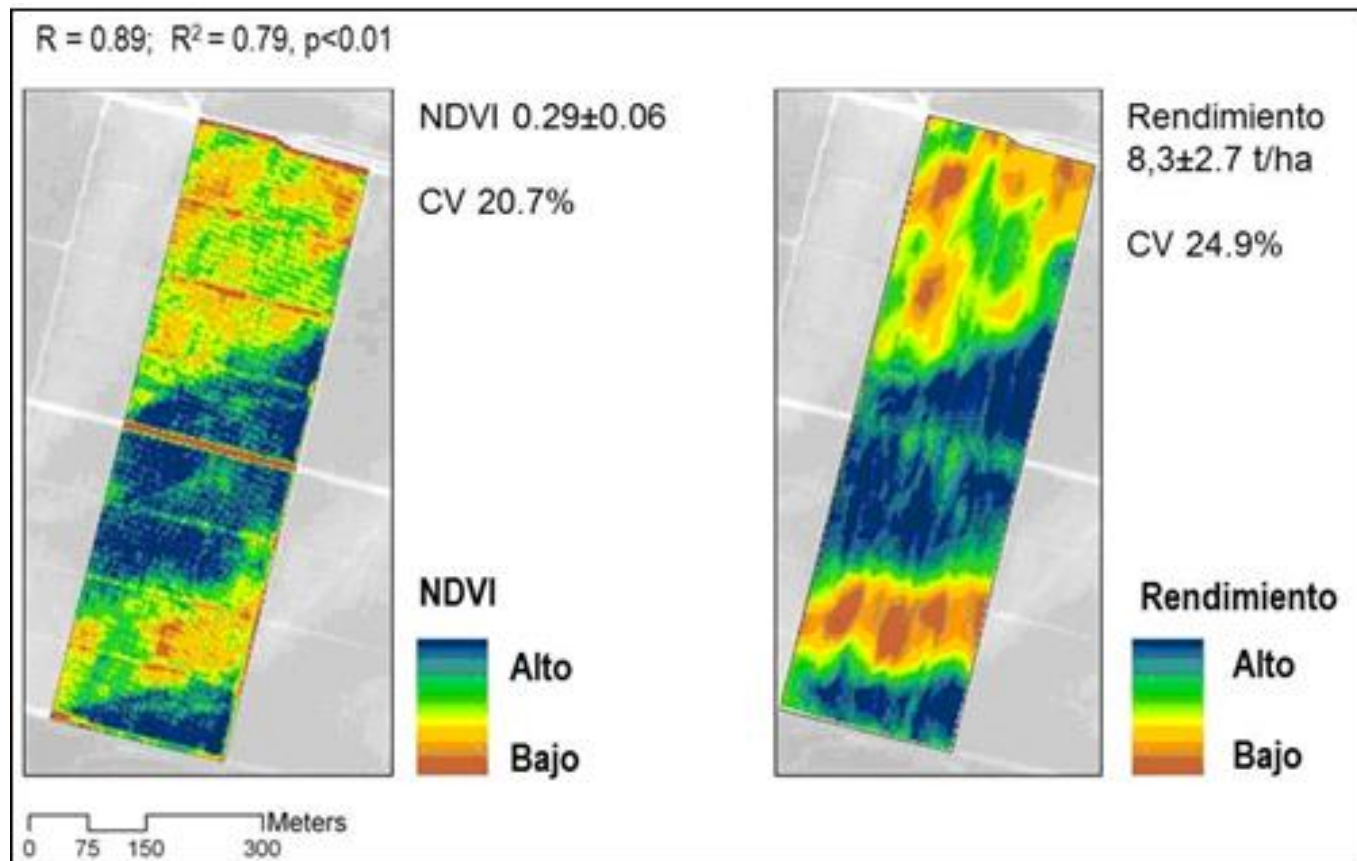 R = 0.89; R² = 0.79, p<0.01
NDVI 0.29±0.06
CV 20.7%
NDVI
Alto
Bajo
Rendimiento
8,3±2.7 t/ha
CV 24.9%
Rendimiento
Alto
Bajo
Meters
0 75 150 300